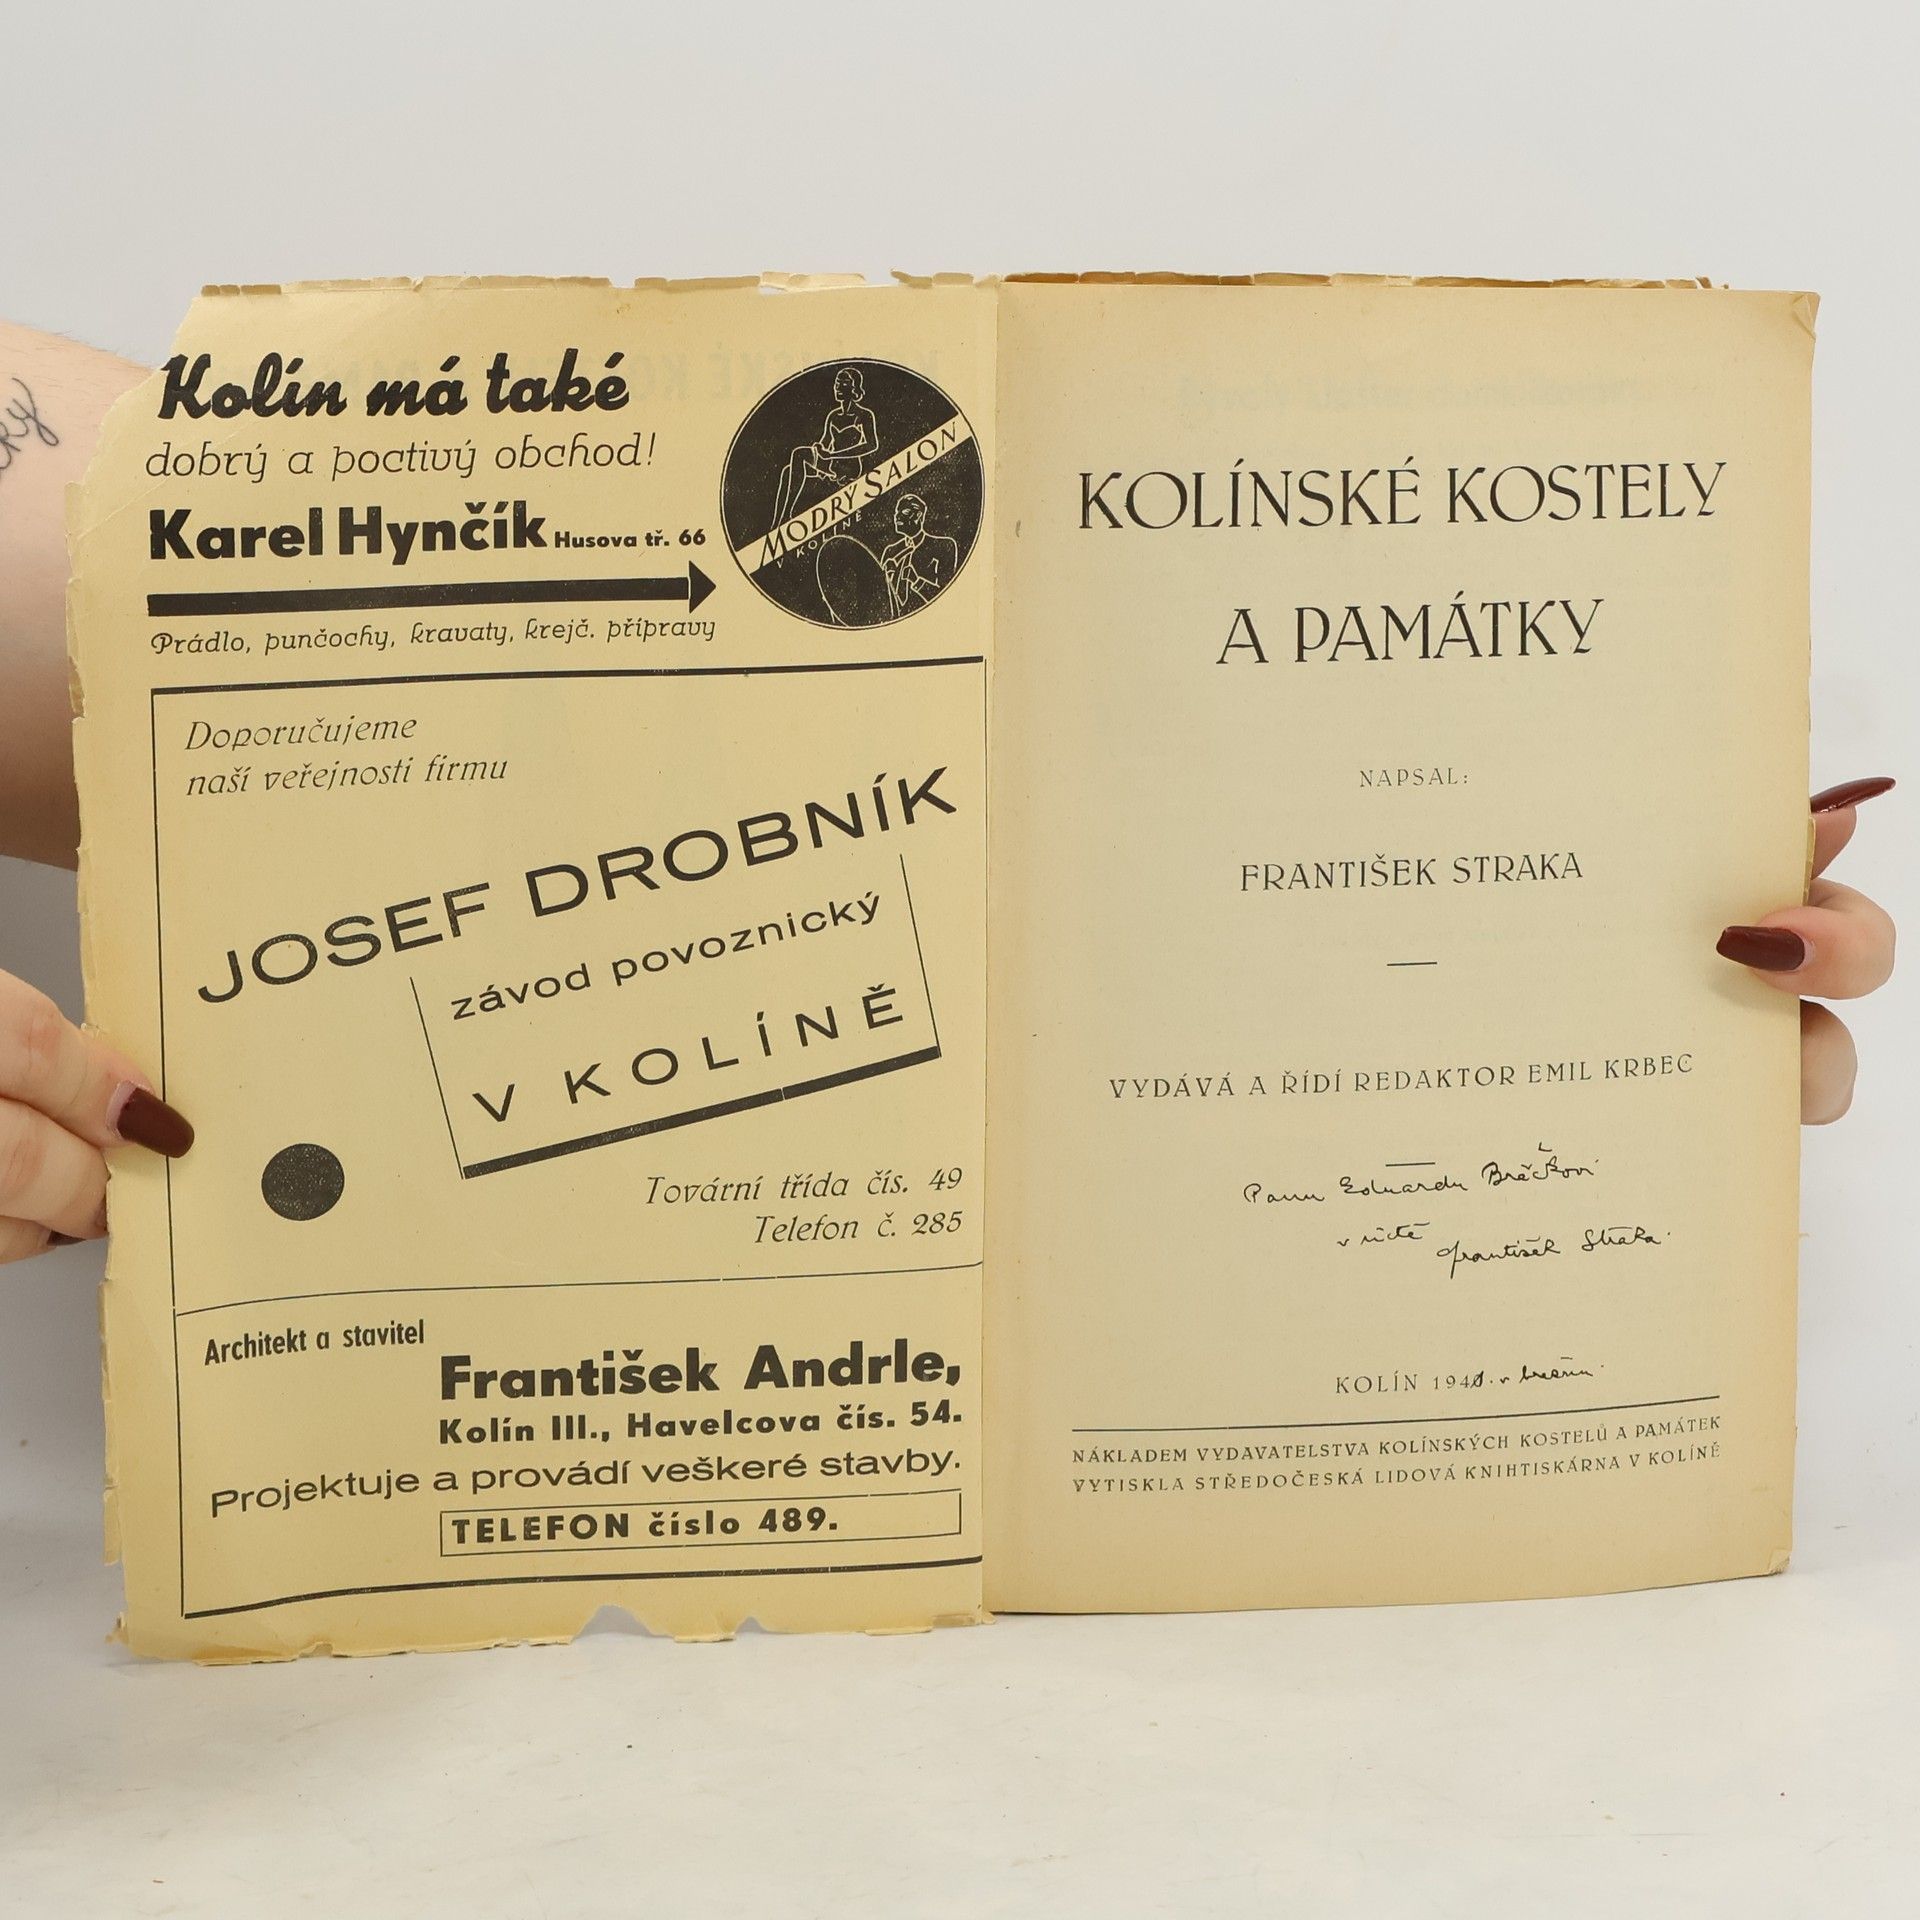 Kolín má také
dobrý a poctivý obchod!
Karel Hynčík Husova tř. 66
Prádlo, punčochy, kravaty, krejč. přípravy
MODRÝ SALON
V KOLÍNĚ
Doporučujeme
naší veřejnosti firmu
JOSEF DROBNÍK
závod povoznický
V KOLÍNĚ
Tovární třída čís. 49
Telefon č. 285
Architekt a stavitel
František Andrle,
Kolín III., Havelcova čís. 54.
Projektuje a provádí veškeré stavby.
TELEFON číslo 489.
KOLÍNSKÉ KOSTELY
A PAMÁTKY
NAPSAL:
FRANTIŠEK STRAKA
VYDÁVÁ A ŘÍDÍ REDAKTOR EMIL KRBEC
Panu Eduardu
v úctě
František Straka.
KOLÍN 1941. v březnu.
NÁKLADEM VYDAVATELSTVA KOLÍNSKÝCH KOSTELŮ A PAMÁTEK
VYTISKLA STŘEDOČESKÁ LIDOVÁ KNIHTISKÁRNA V KOLÍNĚ